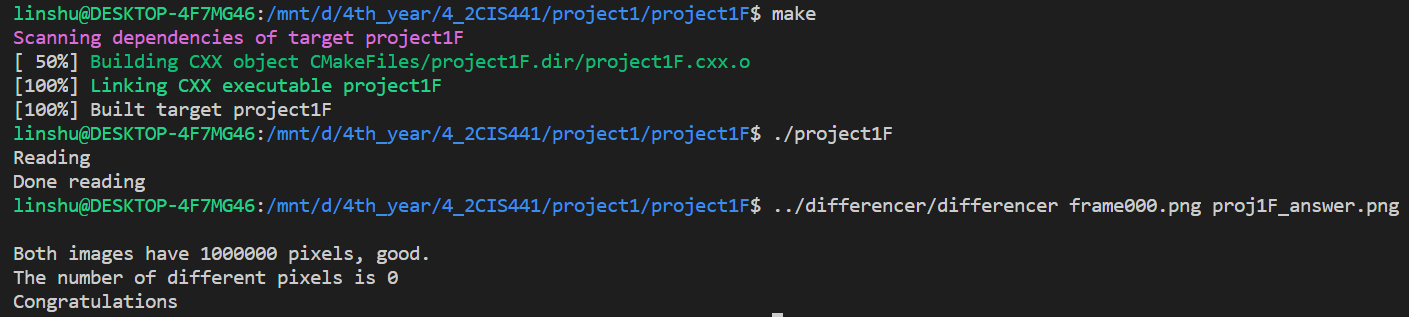 linshu@DESKTOP-4F7MG46:/mnt/d/4th_year/4_2CIS441/project1/project1F$ make
Scanning dependencies of target project1F
[ 50%] Building CXX object CMakeFiles/project1F.dir/project1F.cxx.o
[100%] Linking CXX executable project1F
[100%] Built target project1F
linshu@DESKTOP-4F7MG46:/mnt/d/4th_year/4_2CIS441/project1/project1F$ ./project1F
Reading
Done reading
linshu@DESKTOP-4F7MG46:/mnt/d/4th_year/4_2CIS441/project1/project1F$ ../differencer/differencer frame000.png proj1F_answer.png
Both images have 1000000 pixels, good.
The number of different pixels is 0
Congratulations